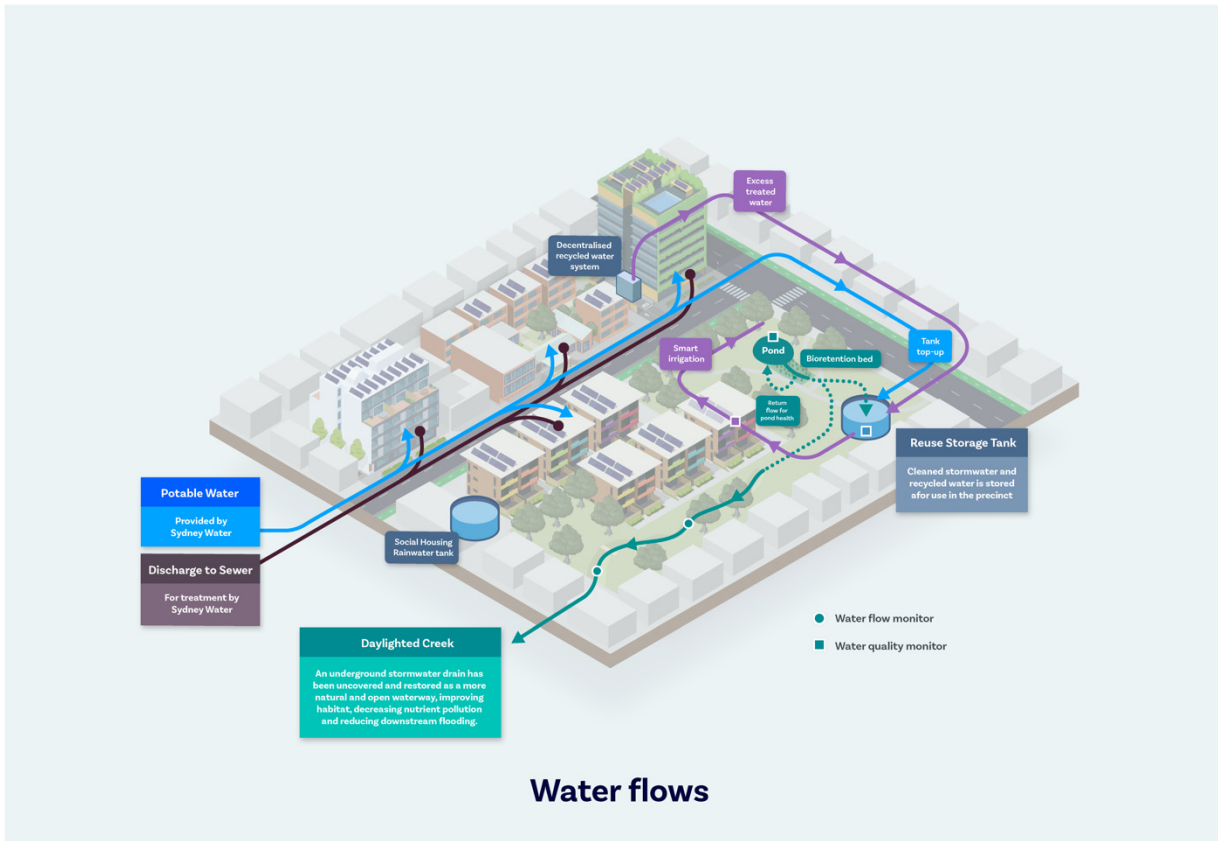 Excess
treated
water
Decentralised
recycled water
system
Smart
irrigation
Pond
Bioretention bed
Tank
top-up
Return
flow for
pond health
Reuse Storage Tank
Cleaned stormwater and
recycled water is stored
afor use in the precinct
Potable Water
Provided by
Sydney Water
Social Housing
Rainwater tank
Discharge to Sewer
For treatment by
Sydney Water
Daylighted Creek
An underground stormwater drain has
been uncovered and restored as a more
natural and open waterway, improving
habitat, decreasing nutrient pollution
and reducing downstream flooding.
Water flow monitor
Water quality monitor
Water flows